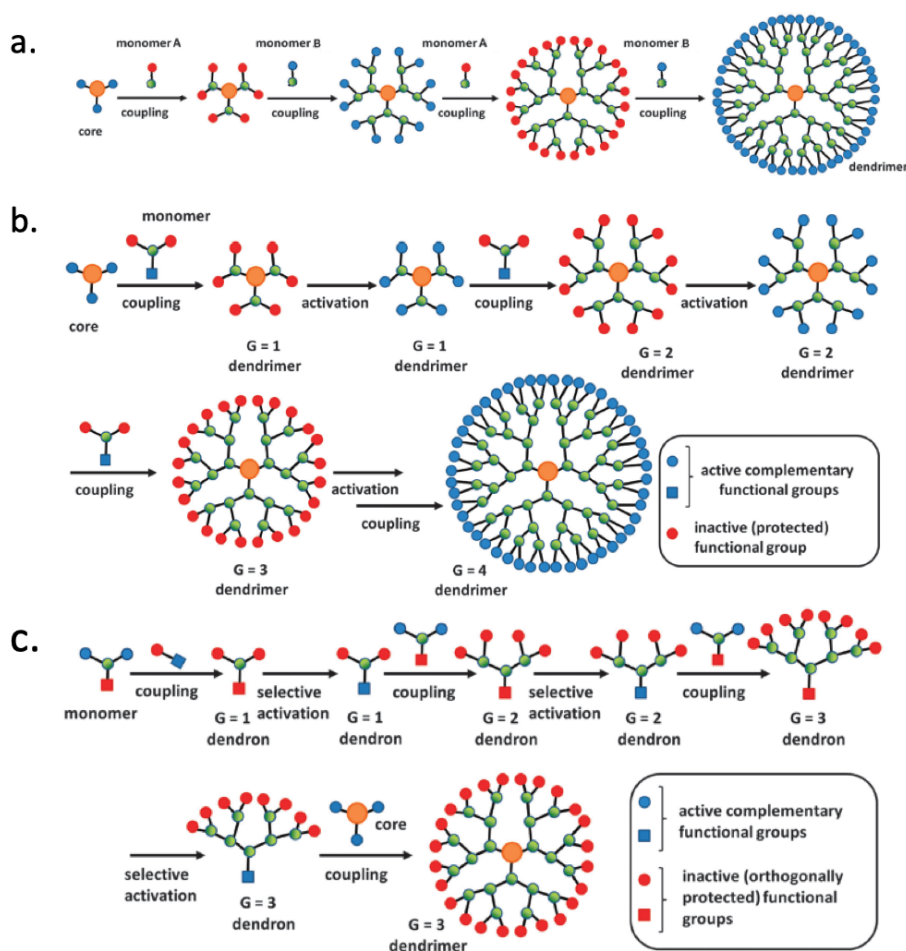 a.
monomer A
monomer B
monomer A
monomer B
coupling
coupling
coupling
coupling
core
dendrimer
b.
monomer
coupling
activation
coupling
activation
core
G = 1
dendrimer
G = 1
dendrimer
G = 2
dendrimer
G = 2
dendrimer
coupling
activation
coupling
G = 3
dendrimer
G = 4
dendrimer
active complementary
functional groups
inactive (protected)
functional group
c.
monomer
coupling
selective
activation
coupling
selective
activation
coupling
G = 1
dendron
G = 1
dendron
G = 2
dendron
G = 2
dendron
G = 3
dendron
selective
activation
core
coupling
G = 3
dendron
G = 3
dendrimer
active complementary
functional groups
inactive (orthogonally
protected) functional
groups